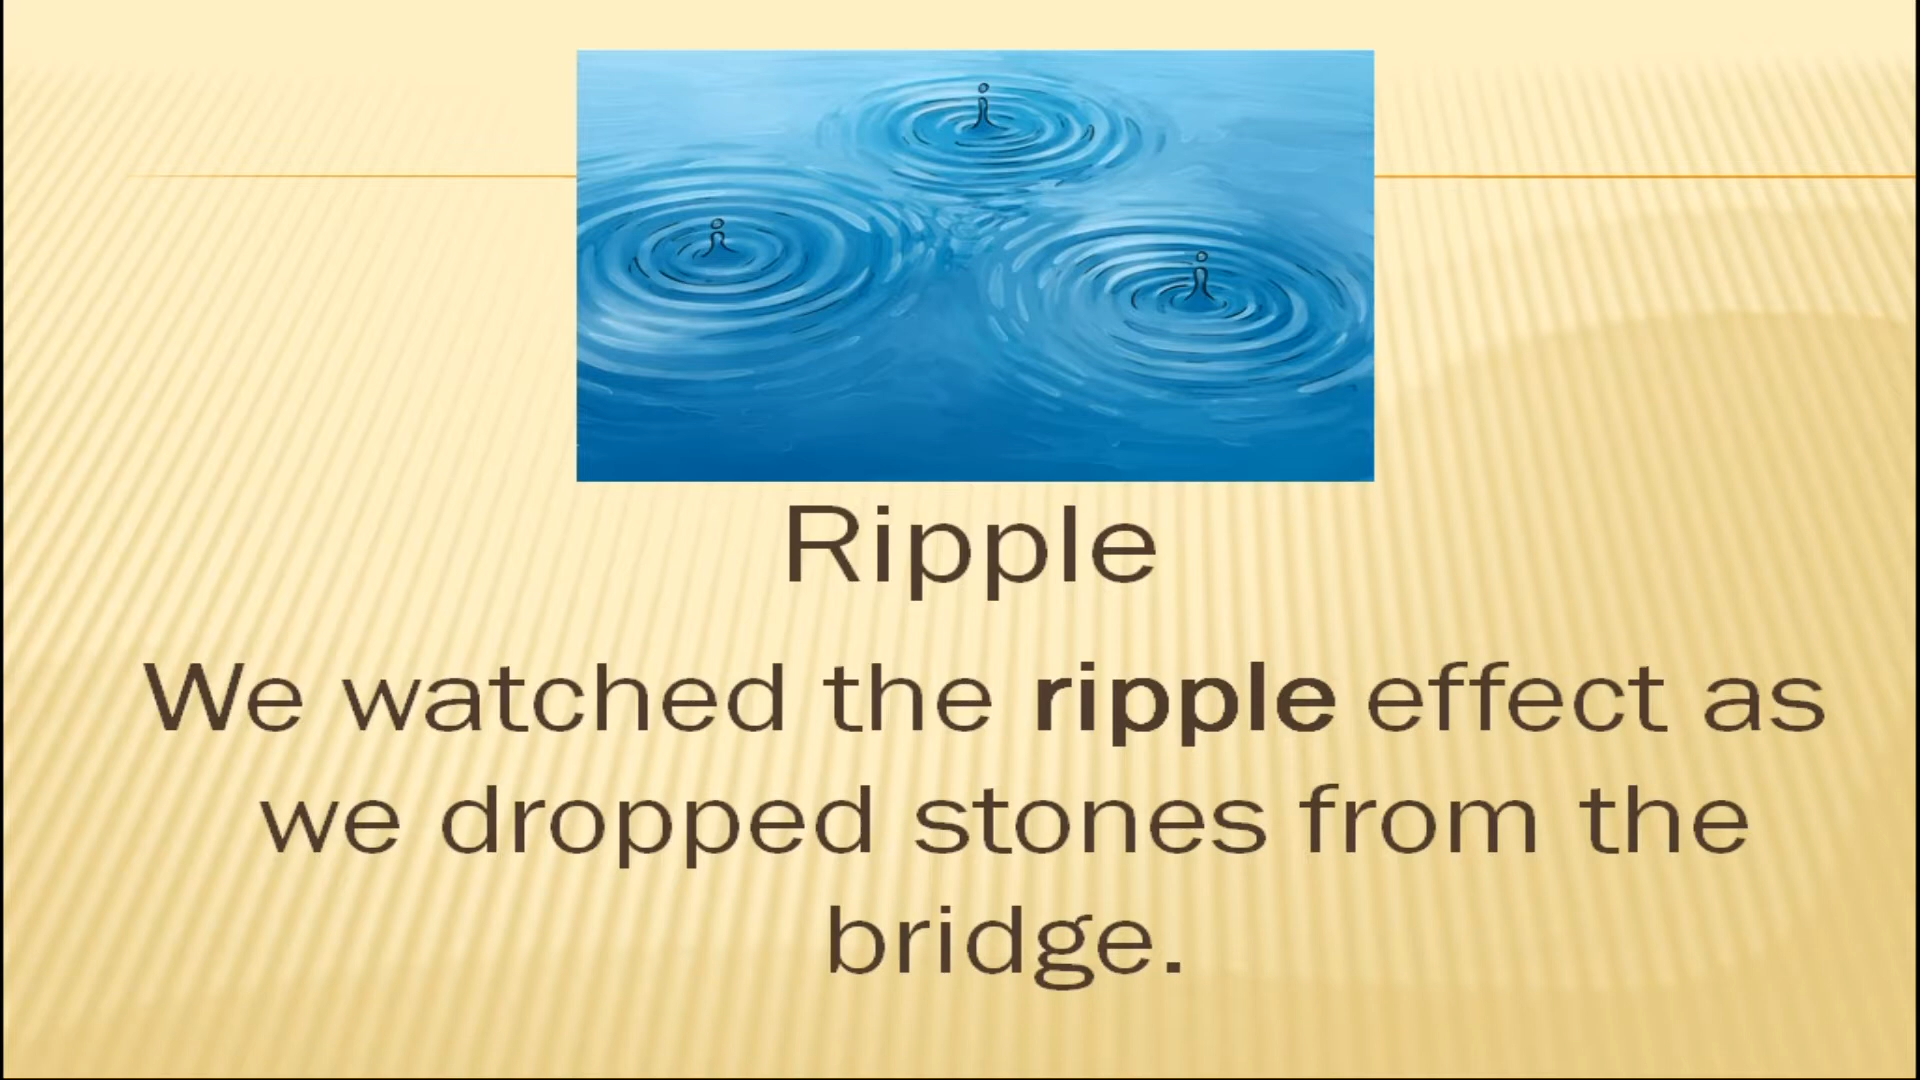 Ripple
We watched the ripple effect as
we dropped stones from the
bridge.